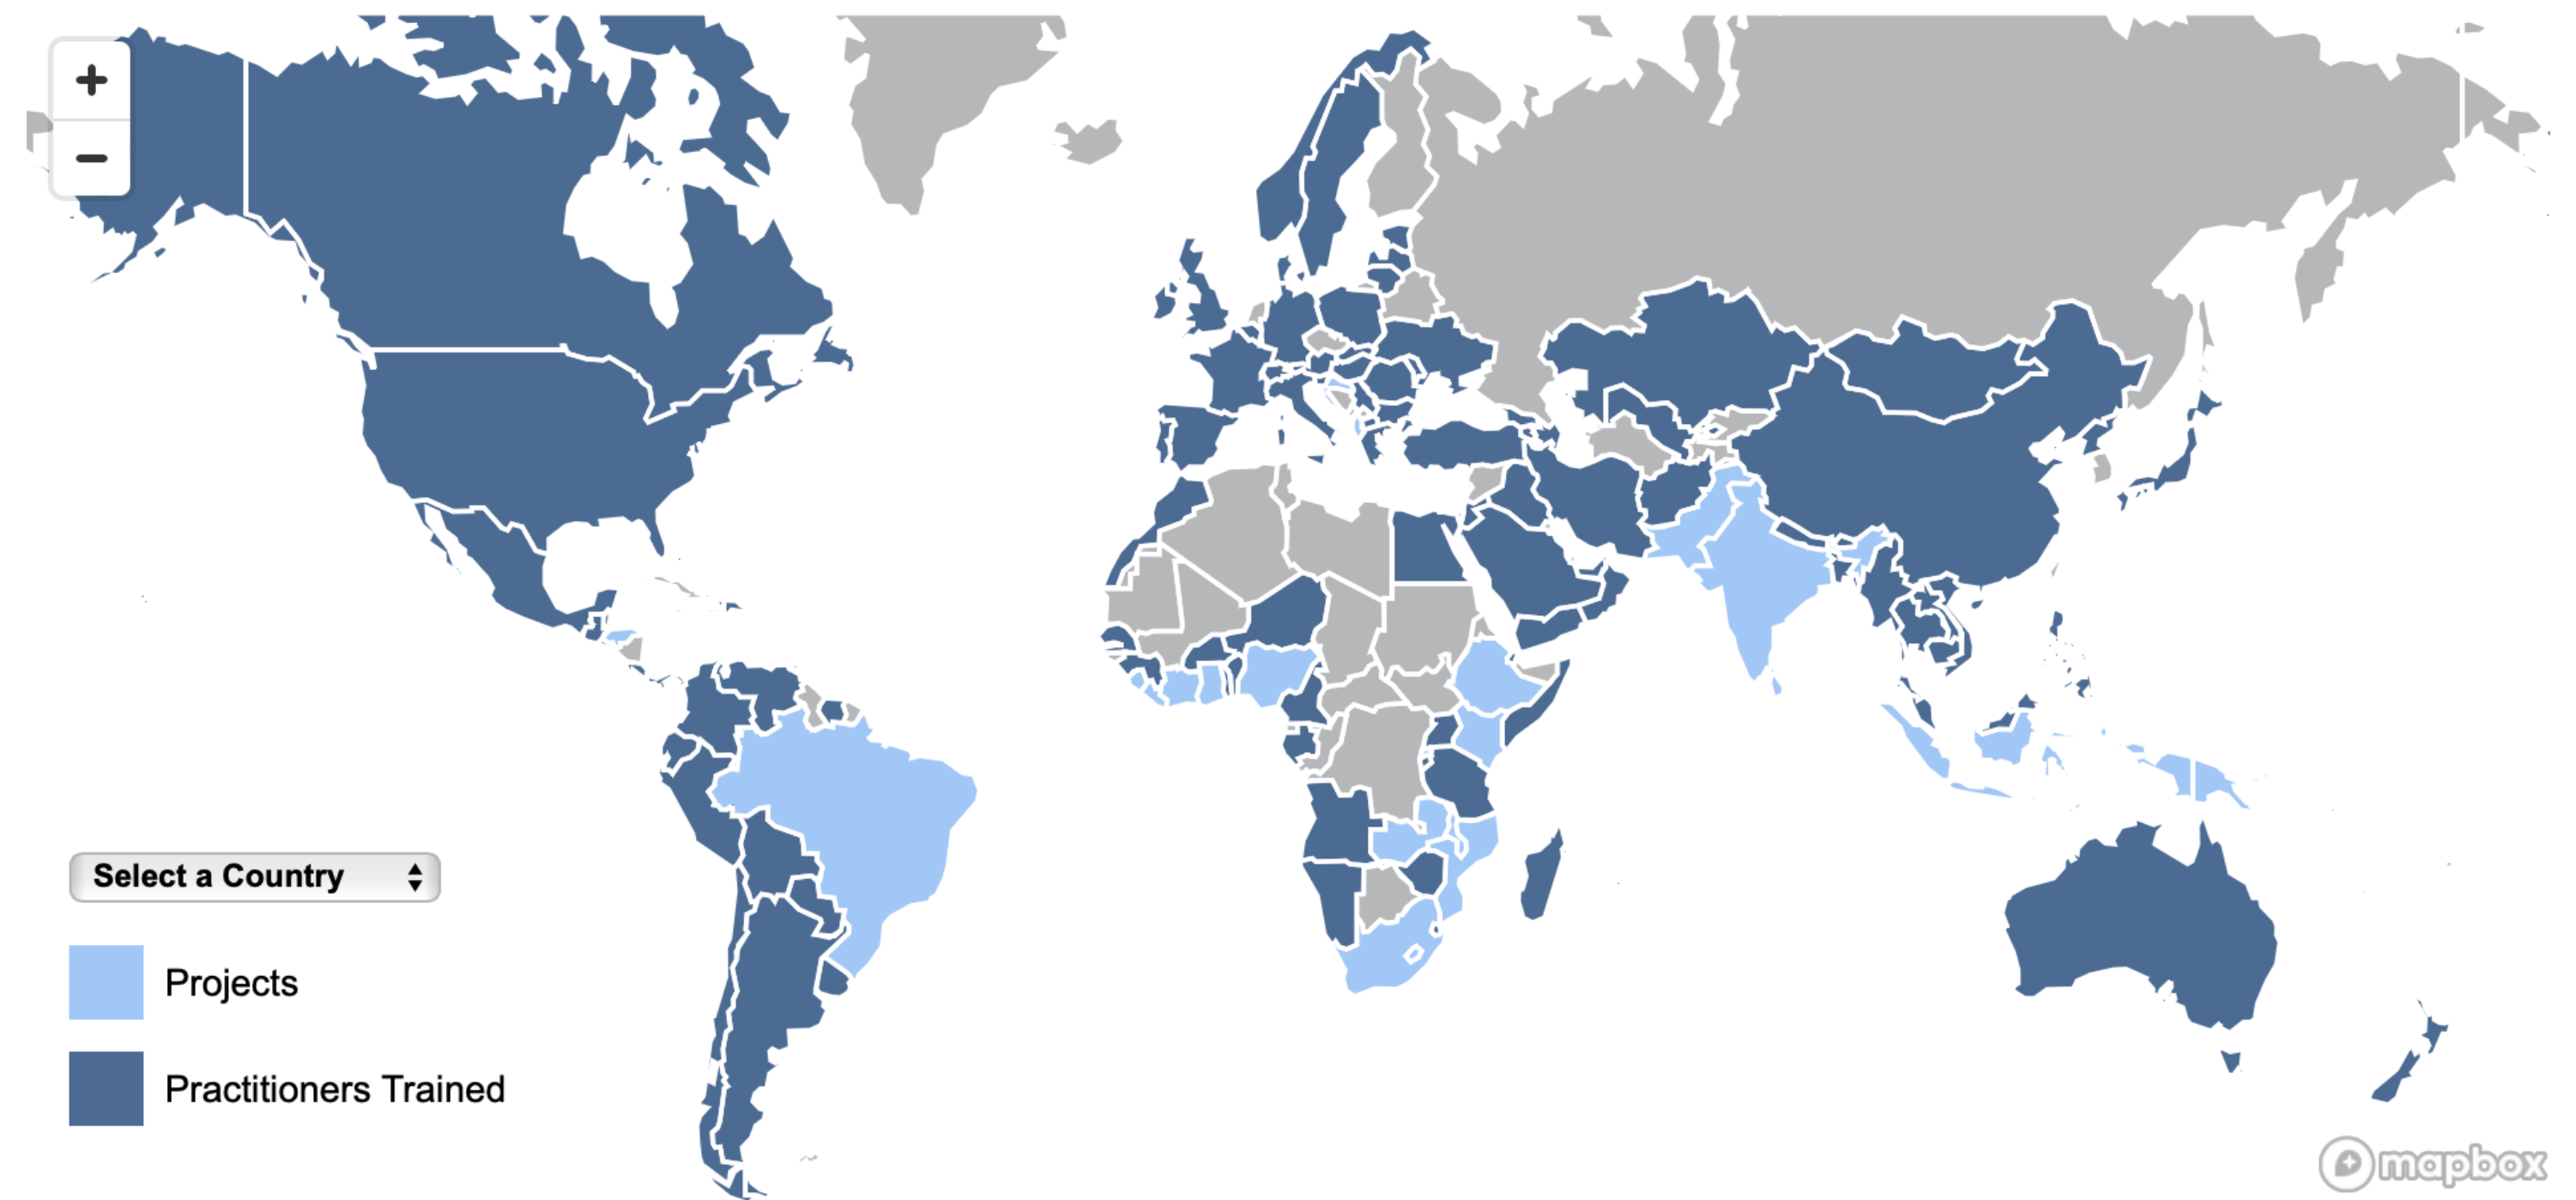 +
−
Select a Country
Projects
Practitioners Trained
mapbox